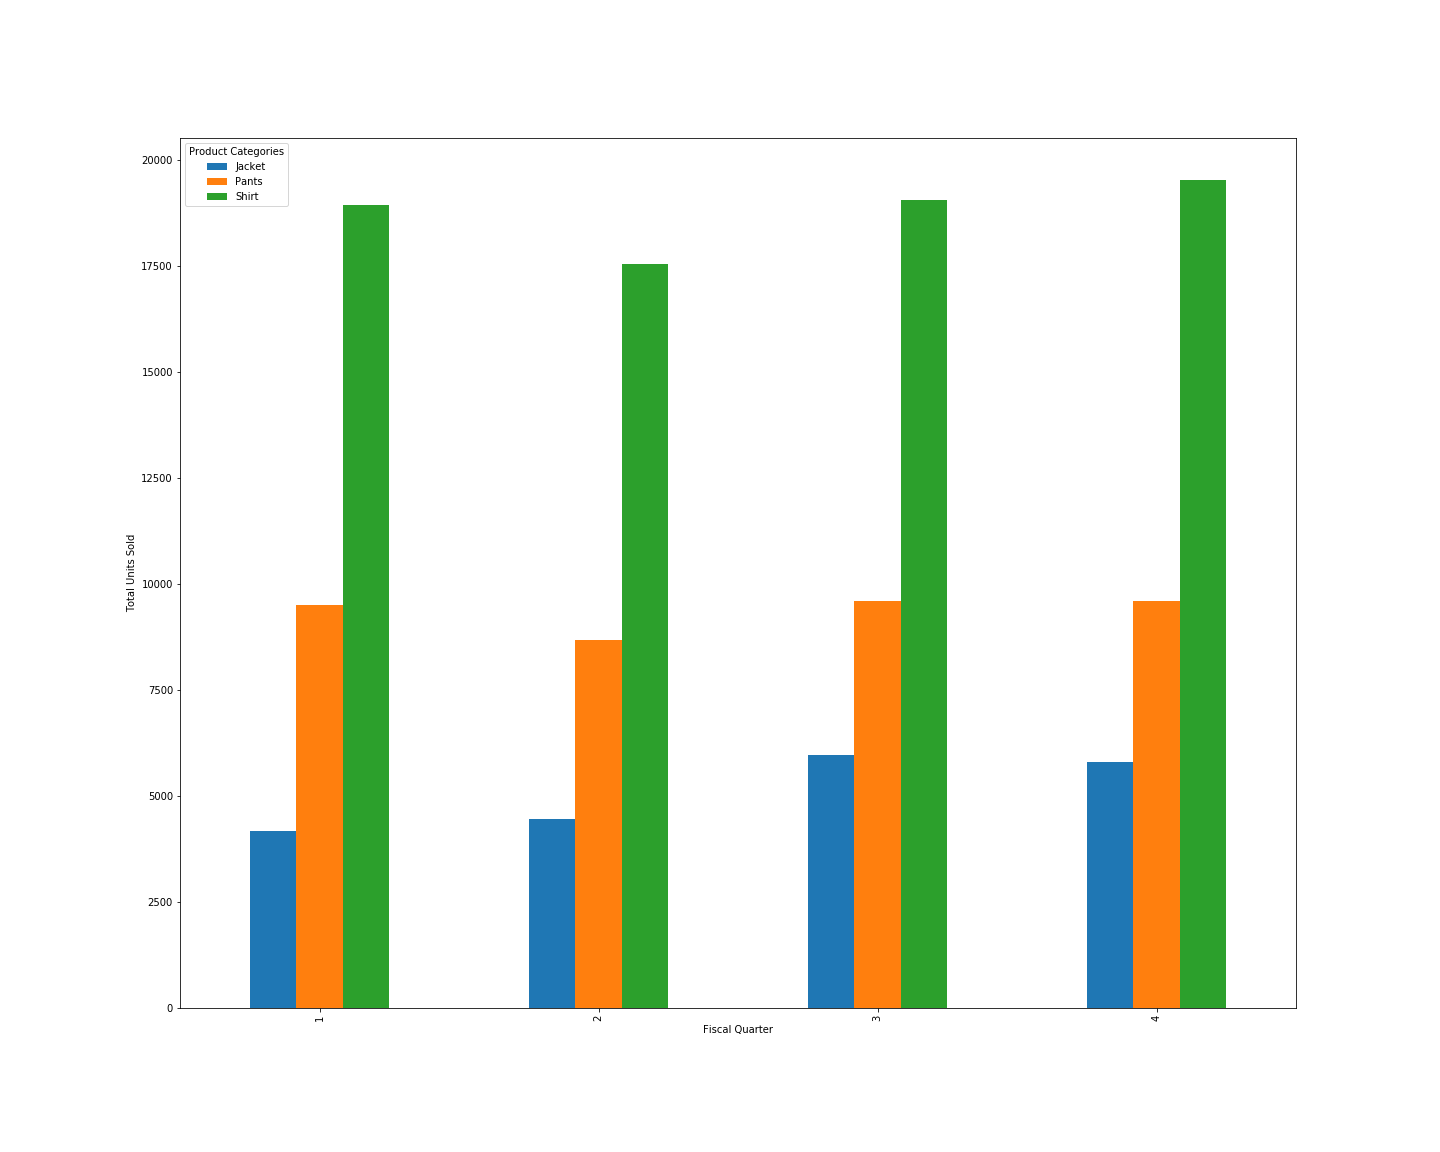 Product Categories
Jacket
Pants
Shirt
20000
17500
15000
12500
10000
7500
5000
2500
0
Total Units Sold
1
2
3
4
Fiscal Quarter